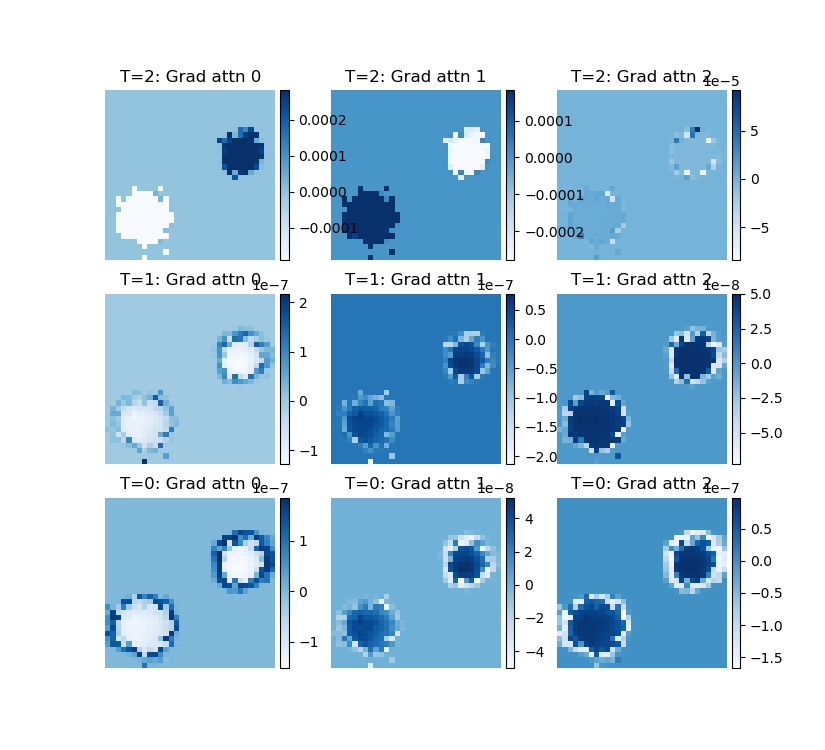 T=2: Grad attn 0
T=2: Grad attn 1
T=2: Grad attn 2
1e−5
0.0002
0.0001
0.0000
−0.0001
0.0001
0.0000
−0.0001
−0.0002
5
0
−5
T=1: Grad attn 0
1e−7
T=1: Grad attn 1
1e−7
T=1: Grad attn 2
1e−8
2
1
0
−1
0.5
0.0
−0.5
−1.0
−1.5
−2.0
5.0
2.5
0.0
−2.5
−5.0
T=0: Grad attn 0
1e−7
T=0: Grad attn 1
1e−8
T=0: Grad attn 2
1e−7
1
0
−1
4
2
0
−2
−4
0.5
0.0
−0.5
−1.0
−1.5